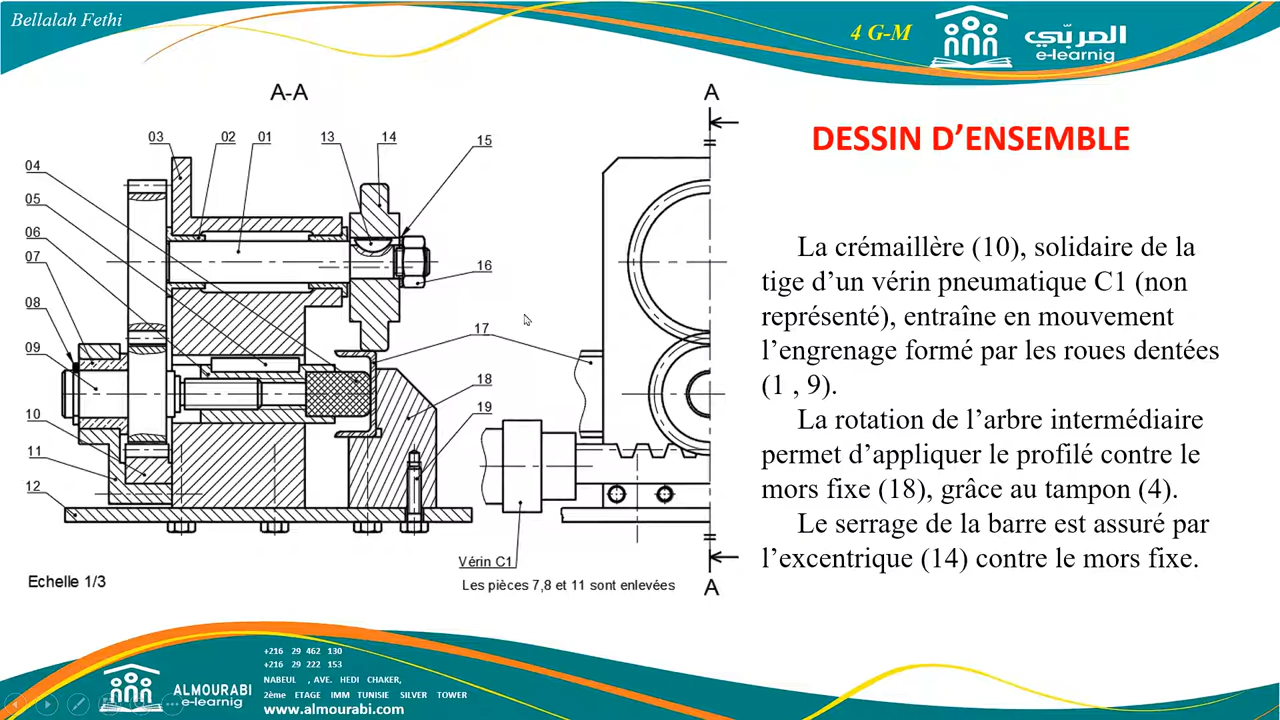 Bellalah Fethi
4 G-M
المربّي
e-learnig
A-A
A
DESSIN D’ENSEMBLE
03
02
01
13
14
15
04
05
06
07
08
09
10
11
12
16
17
18
19
La crémaillère (10), solidaire de la
tige d’un vérin pneumatique C1 (non
représenté), entraîne en mouvement
l’engrenage formé par les roues dentées
(1 , 9).
La rotation de l’arbre intermédiaire
permet d’appliquer le profilé contre le
mors fixe (18), grâce au tampon (4).
Le serrage de la barre est assuré par
l’excentrique (14) contre le mors fixe.
Vérin C1
Echelle 1/3
Les pièces 7,8 et 11 sont enlevées
A
ALMOURABI
e-learnig
+216 29 462 130
+216 29 222 153
NABEUL , AVE. HEDI CHAKER,
2ème ETAGE IMM TUNISIE SILVER TOWER
www.almourabi.com